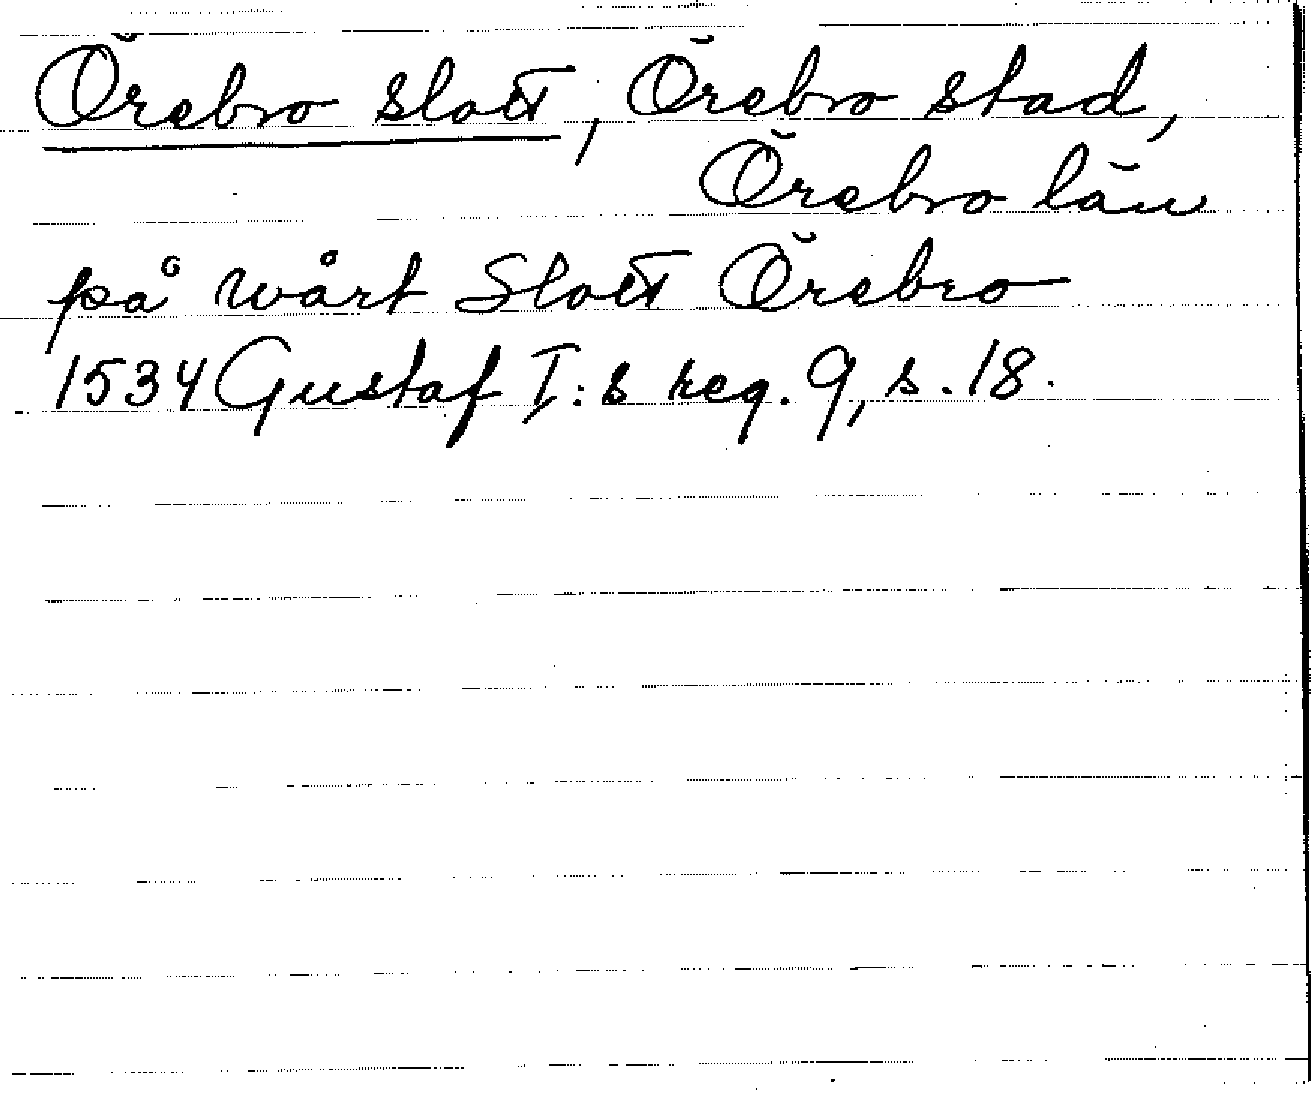 Örebro slott, Örebro stad,
Örebro län
på wårt Slott Örebro
1534 Gustaf I:s reg. 9, s. 18.